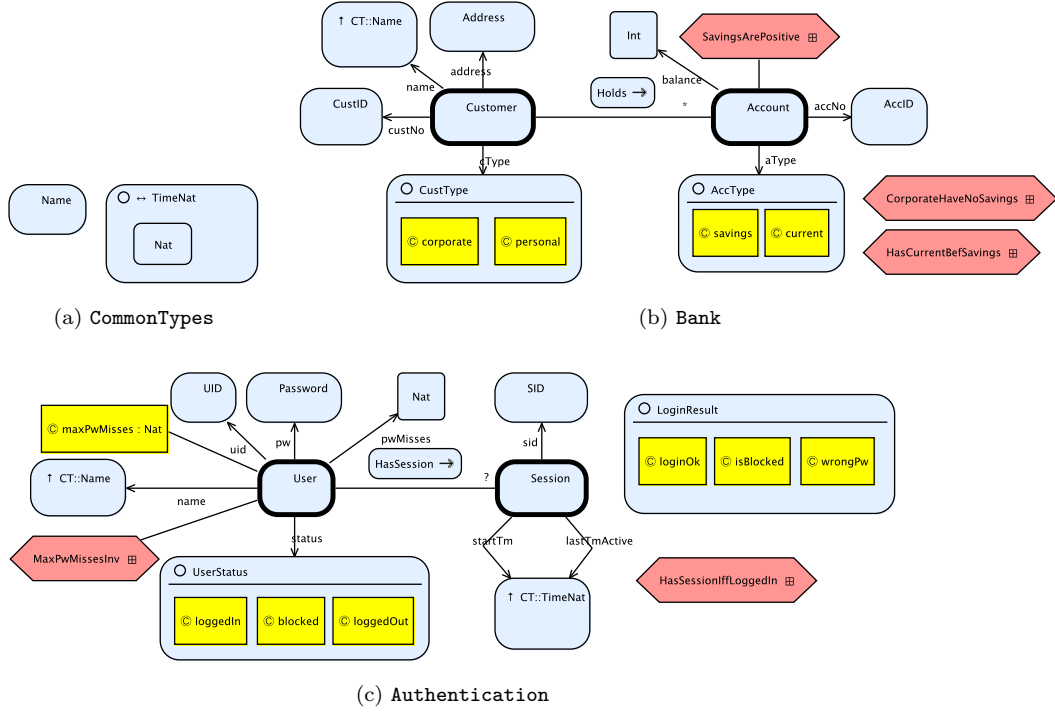 ↑ CT::Name
Address
Int
SavingsArePositive ⊞
name
address
balance
Holds →
CustID
Customer
*
Account
accNo
AccID
custNo
cType
aType
Name
↔ TimeNat
Nat
CustType
© corporate
© personal
AccType
© savings
© current
CorporateHaveNoSavings ⊞
HasCurrentBefSavings ⊞
(a) CommonTypes
(b) Bank
UID
Password
Nat
SID
LoginResult
© maxPwMisses : Nat
uid
pw
pwMisses
sid
© loginOk
© isBlocked
© wrongPw
HasSession →
↑ CT::Name
name
User
?
Session
status
startTm
lastTmActive
MaxPwMissesInv ⊞
UserStatus
© loggedIn
© blocked
© loggedOut
↑ CT::TimeNat
HasSessionIffLoggedIn ⊞
(c) Authentication